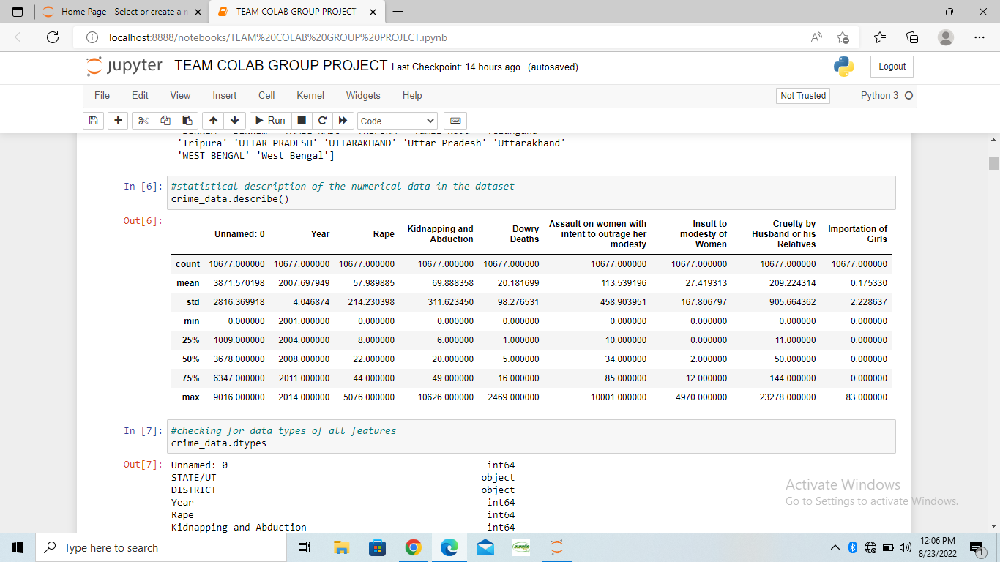 Home Page - Select or create a n
TEAM COLAB GROUP PROJECT -
localhost:8888/notebooks/TEAM%20COLAB%20GROUP%20PROJECT.ipynb
jupyter TEAM COLAB GROUP PROJECT Last Checkpoint: 14 hours ago (autosaved)
Logout
File Edit View Insert Cell Kernel Widgets Help
Not Trusted
Python 3
Run
Code
'Tripura' 'UTTAR PRADESH' 'UTTARAKHAND' 'Uttar Pradesh' 'Uttarakhand'
'WEST BENGAL' 'West Bengal']
In [6]: #statistical description of the numerical data in the dataset
crime_data.describe()
Out[6]:
Unnamed: 0 Year Rape Kidnapping and Abduction Dowry Deaths Assault on women with intent to outrage her modesty Insult to modesty of Women Cruelty by Husband or his Relatives Importation of Girls
count 10677.000000 10677.000000 10677.000000 10677.000000 10677.000000 10677.000000 10677.000000 10677.000000 10677.000000
mean 3871.570198 2007.697949 57.989885 69.888358 20.181699 113.539196 27.419313 209.224314 0.175330
std 2816.369918 4.046874 214.230398 311.623450 98.276531 458.903951 167.806797 905.664362 2.228637
min 0.000000 2001.000000 0.000000 0.000000 0.000000 0.000000 0.000000 0.000000 0.000000
25% 1009.000000 2004.000000 8.000000 6.000000 1.000000 10.000000 0.000000 11.000000 0.000000
50% 3678.000000 2008.000000 22.000000 20.000000 5.000000 34.000000 2.000000 50.000000 0.000000
75% 6347.000000 2011.000000 44.000000 49.000000 16.000000 85.000000 12.000000 144.000000 0.000000
max 9016.000000 2014.000000 5076.000000 10626.000000 2469.000000 10001.000000 4970.000000 23278.000000 83.000000
In [7]: #checking for data types of all features
crime_data.dtypes
Out[7]: Unnamed: 0 int64
STATE/UT object
DISTRICT object
Year int64
Rape int64
Kidnapping and Abduction int64
Activate Windows
Go to Settings to activate Windows.
Type here to search
12:06 PM
8/23/2022
1